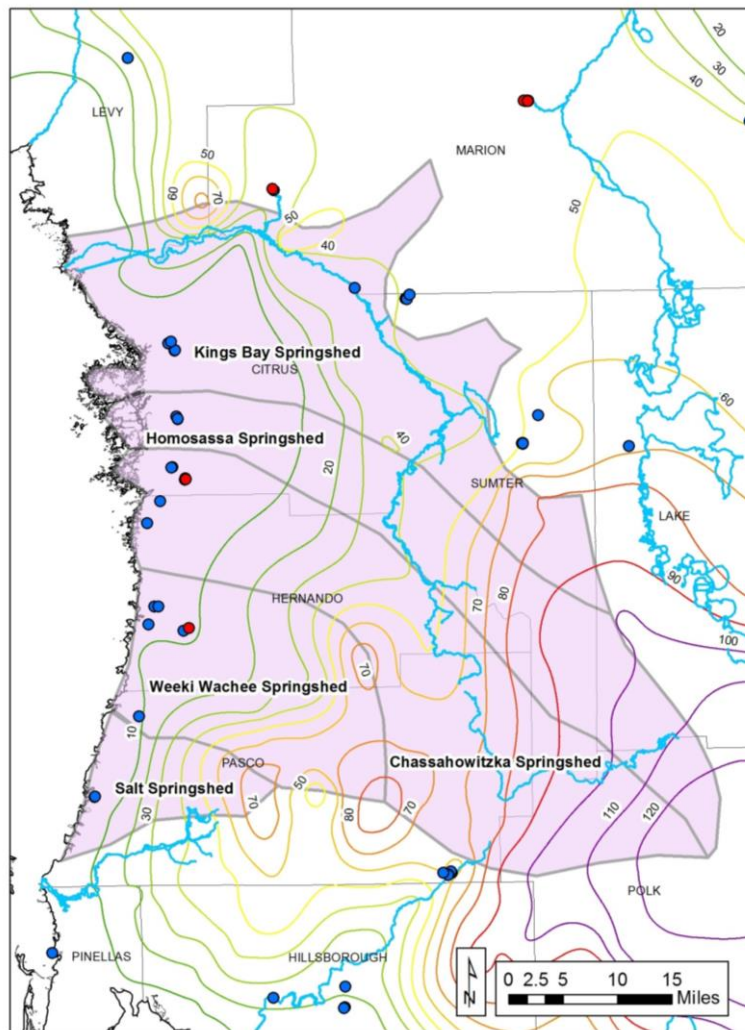 20
30
40
LEVY
MARION
50
60
70
50
50
40
Kings Bay Springshed
CITRUS
60
Homosassa Springshed
40
20
SUMTER
LAKE
90
80
70
100
HERNANDO
70
Weeki Wachee Springshed
10
PASCO
Chassahowitzka Springshed
Salt Springshed
50
30
80
70
110
120
POLK
PINELLAS
HILLSBOROUGH
N
0 2.5 5 10 15
Miles